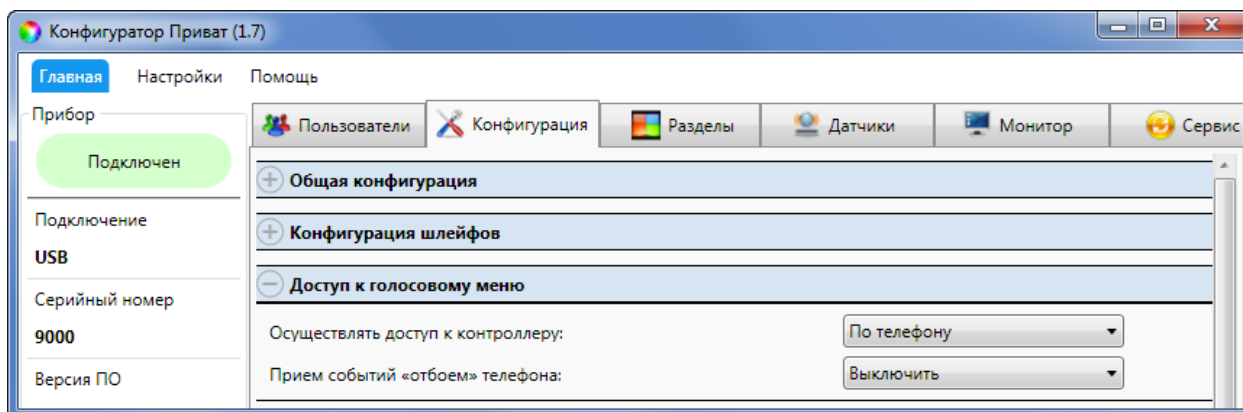 Конфигуратор Приват (1.7)
Главная Настройки Помощь
Прибор
Подключен
Подключение
USB
Серийный номер
9000
Версия ПО
Пользователи Конфигурация Разделы Датчики Монитор Сервис
Общая конфигурация
Конфигурация шлейфов
Доступ к голосовому меню
Осуществлять доступ к контроллеру: По телефону
Прием событий «отбоем» телефона: Выключить